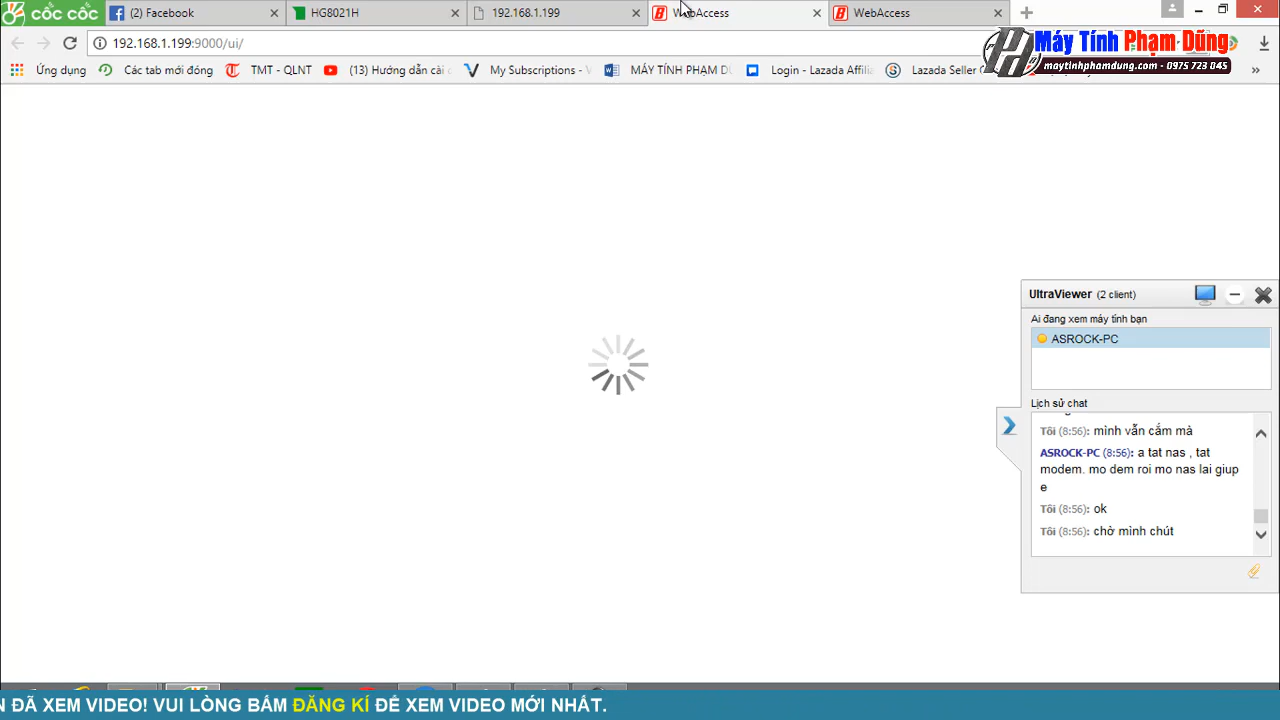 CỐC CỐC
(2) Facebook
HG8021H
192.168.1.199
WebAccess
WebAccess
192.168.1.199:9000/ui/
Máy Tính Phạm Dũng
maytinhphamdung.com - 0975 723 045
Ứng dụng
Các tab mới đóng
TMT - QLNT
(13) Hướng dẫn cài
My Subscriptions -
MÁY TÍNH PHẠM
Login - Lazada Affili
Lazada Seller
UltraViewer (2 client)
Ai đang xem máy tính bạn
ASROCK-PC
Lịch sử chat
Tôi (8:56): mình vẫn cắm mà
ASROCK-PC (8:56): a tat nas , tat
modem. mo dem roi mo nas lai giup
e
Tôi (8:56): ok
Tôi (8:56): chờ mình chút
ĐÃ XEM VIDEO! VUI LÒNG BẤM ĐĂNG KÍ ĐỂ XEM VIDEO MỚI NHẤT.